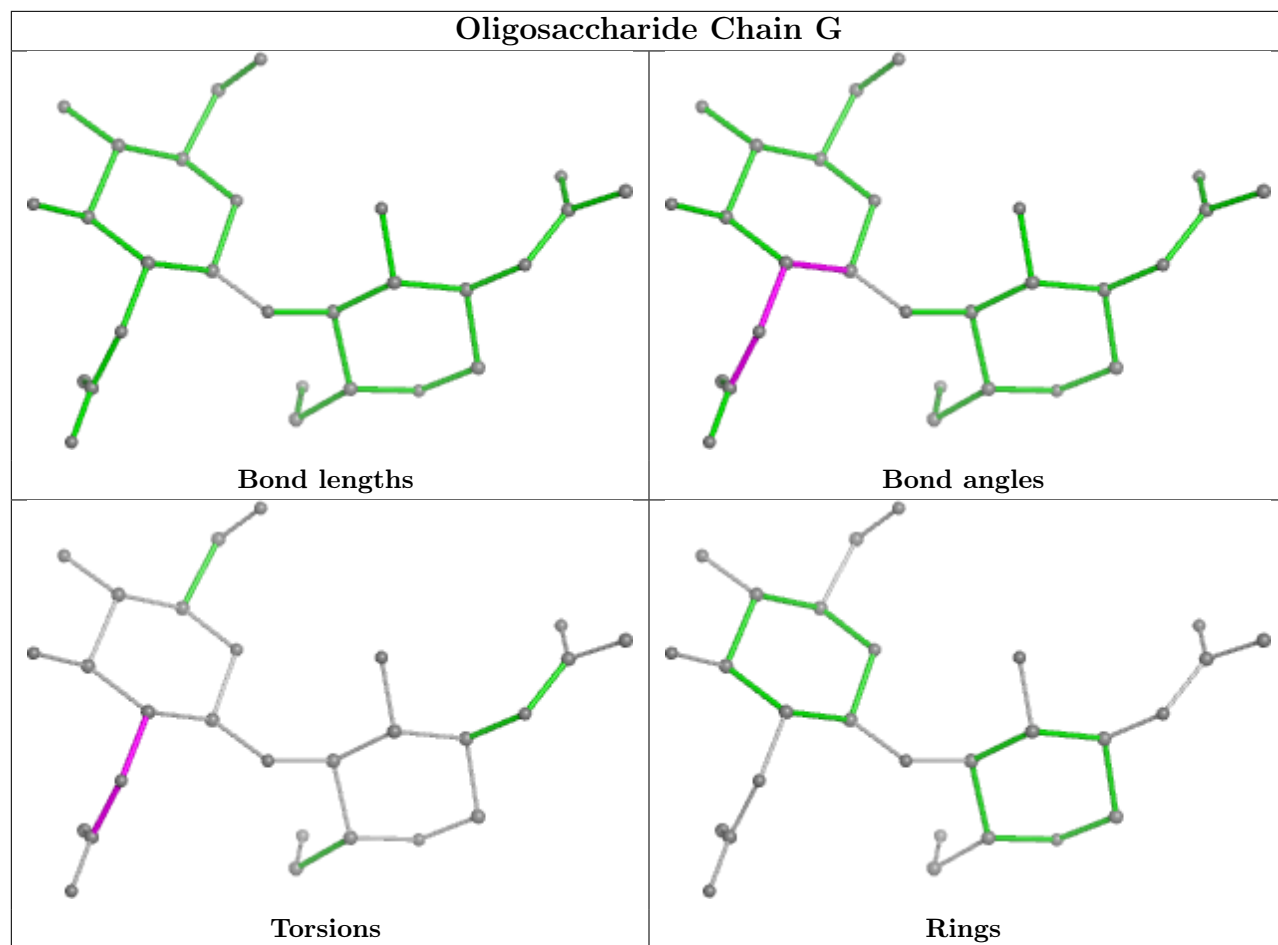 Oligosaccharide Chain G
Bond lengths
Bond angles
Torsions
Rings